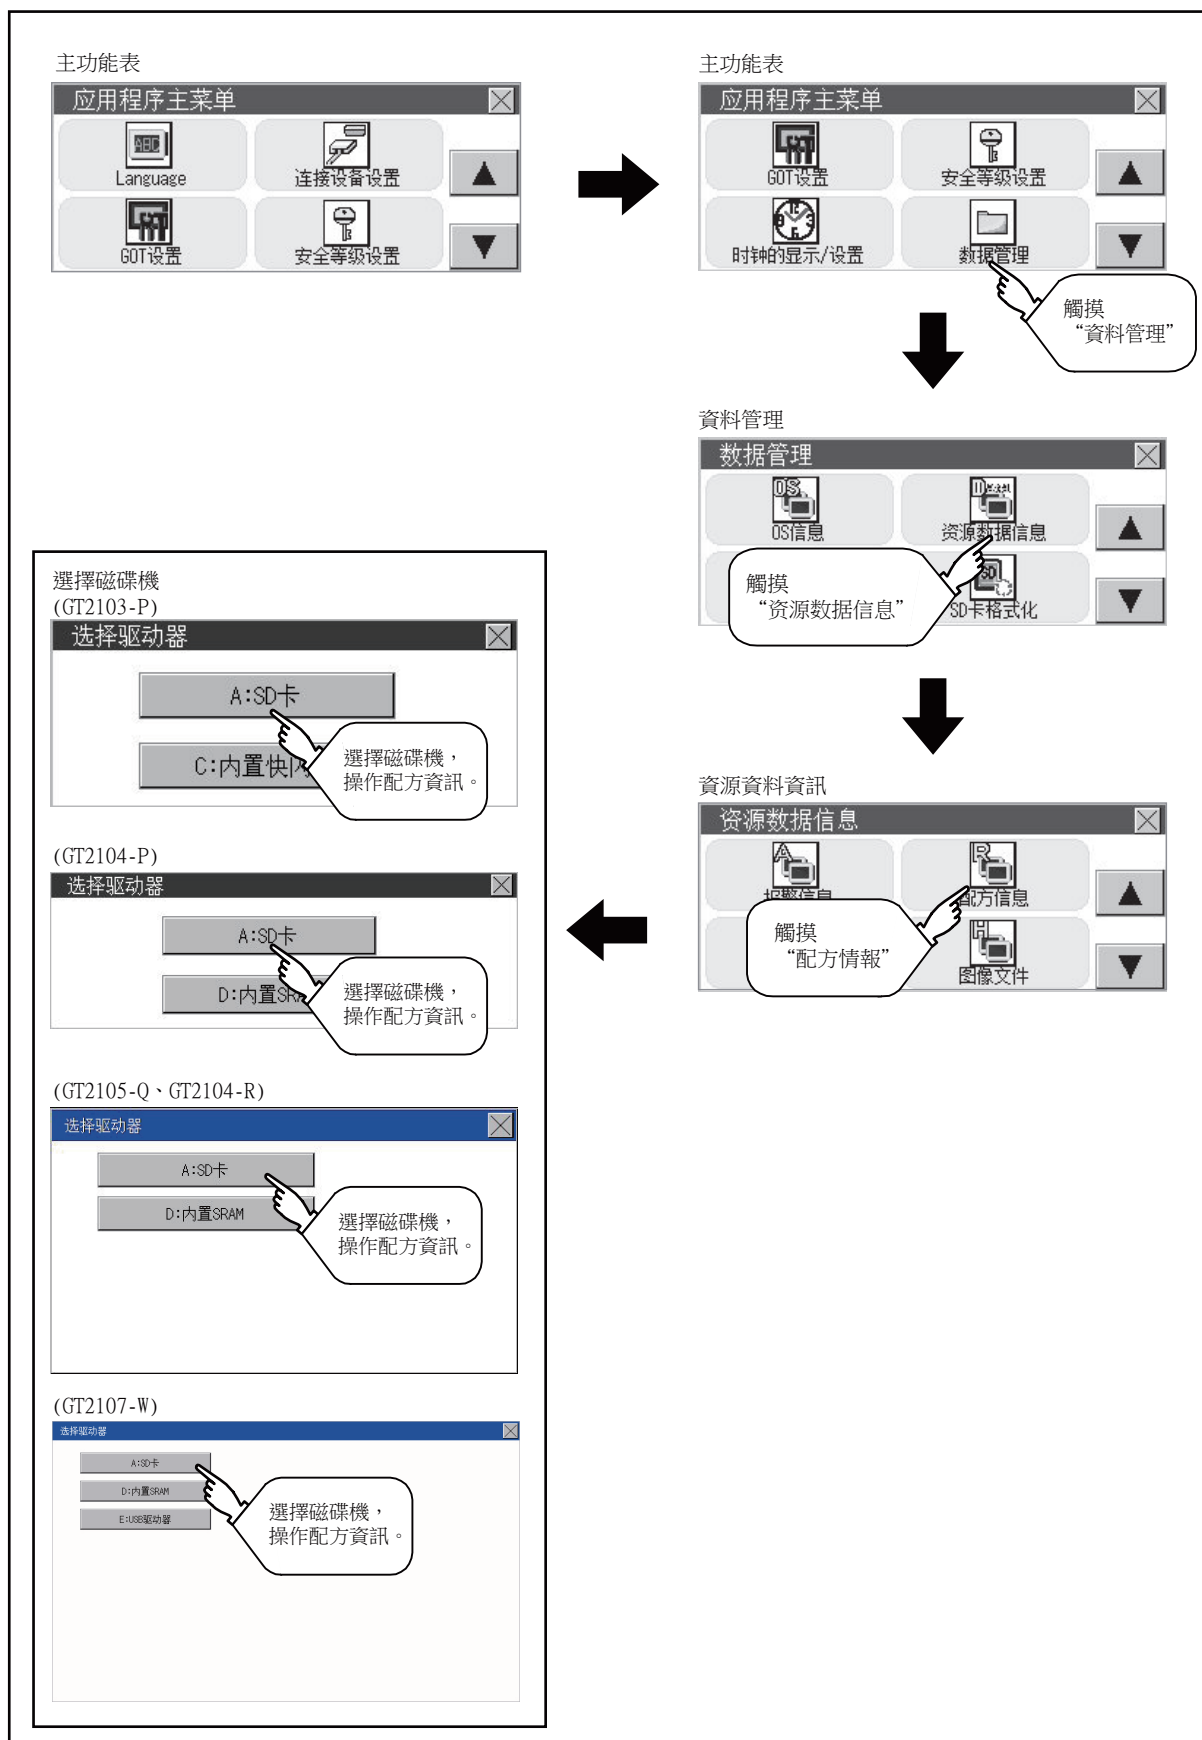 主功能表
应用程序主菜单
Language
连接设备设置
GOT设置
安全等级设置
主功能表
应用程序主菜单
GOT设置
安全等级设置
时钟的显示/设置
数据管理
觸摸
“資料管理”
資料管理
数据管理
OS信息
资源数据信息
SD卡格式化
觸摸
“资源数据信息”
資源資料資訊
资源数据信息
报警信息
配方信息
图像文件
觸摸
“配方情報”
選擇磁碟機
(GT2103-P)
选择驱动器
A:SD卡
C:内置快闪
選擇磁碟機，
操作配方資訊。
(GT2104-P)
选择驱动器
A:SD卡
D:内置SRA
選擇磁碟機，
操作配方資訊。
(GT2105-Q、GT2104-R)
选择驱动器
A:SD卡
D:内置SRAM
選擇磁碟機，
操作配方資訊。
(GT2107-W)
选择驱动器
A:SD卡
D:内置SRAM
E:USB驱动器
選擇磁碟機，
操作配方資訊。